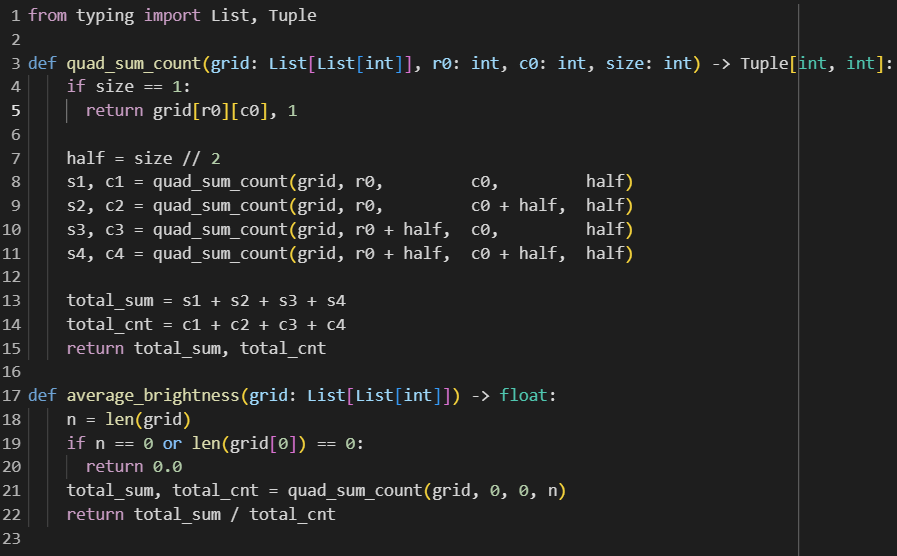 1 from typing import List, Tuple
2
3 def quad_sum_count(grid: List[List[int]], r0: int, c0: int, size: int) -> Tuple[int, int]:
4     if size == 1:
5       return grid[r0][c0], 1
6
7     half = size // 2
8     s1, c1 = quad_sum_count(grid, r0,         c0,         half)
9     s2, c2 = quad_sum_count(grid, r0,         c0 + half,  half)
10     s3, c3 = quad_sum_count(grid, r0 + half,  c0,         half)
11     s4, c4 = quad_sum_count(grid, r0 + half,  c0 + half,  half)
12
13     total_sum = s1 + s2 + s3 + s4
14     total_cnt = c1 + c2 + c3 + c4
15     return total_sum, total_cnt
16
17 def average_brightness(grid: List[List[int]]) -> float:
18     n = len(grid)
19     if n == 0 or len(grid[0]) == 0:
20       return 0.0
21     total_sum, total_cnt = quad_sum_count(grid, 0, 0, n)
22     return total_sum / total_cnt
23